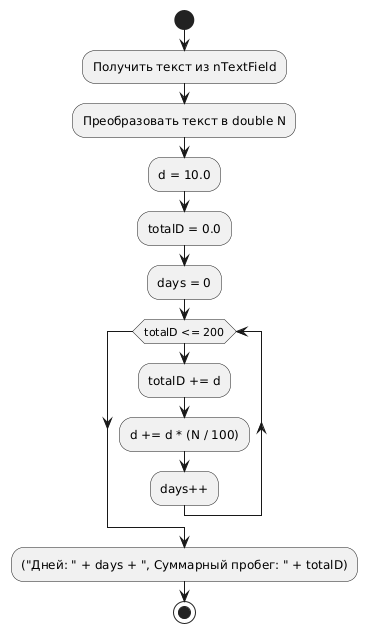 Получить текст из nTextField
Преобразовать текст в double N
d = 10.0
totalD = 0.0
days = 0
totalD <= 200
totalD += d
d += d * (N / 100)
days++
("Дней: " + days + ", Суммарный пробег: " + totalD)